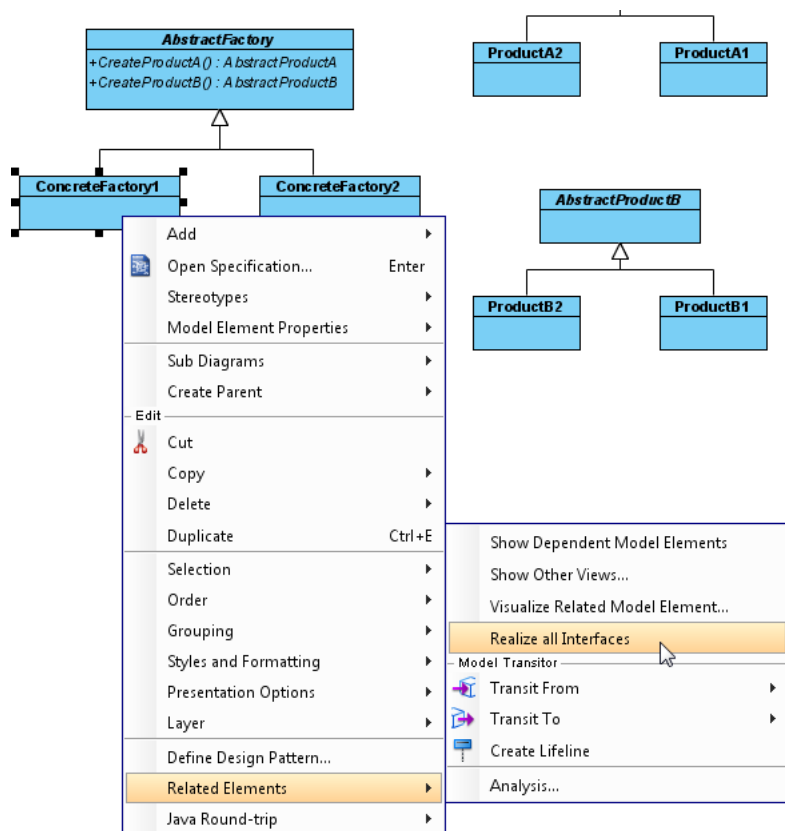 AbstractFactory
+CreateProductA() : AbstractProductA
+CreateProductB() : AbstractProductB
ProductA2
ProductA1
ConcreteFactory1
ConcreteFactory2
AbstractProductB
ProductB2
ProductB1
Add
Open Specification... Enter
Stereotypes
Model Element Properties
Sub Diagrams
Create Parent
Edit
Cut
Copy
Delete
Duplicate Ctrl+E
Selection
Order
Grouping
Styles and Formatting
Presentation Options
Layer
Define Design Pattern...
Related Elements
Java Round-trip
Show Dependent Model Elements
Show Other Views...
Visualize Related Model Element...
Realize all Interfaces
Model Transitor
Transit From
Transit To
Create Lifeline
Analysis...